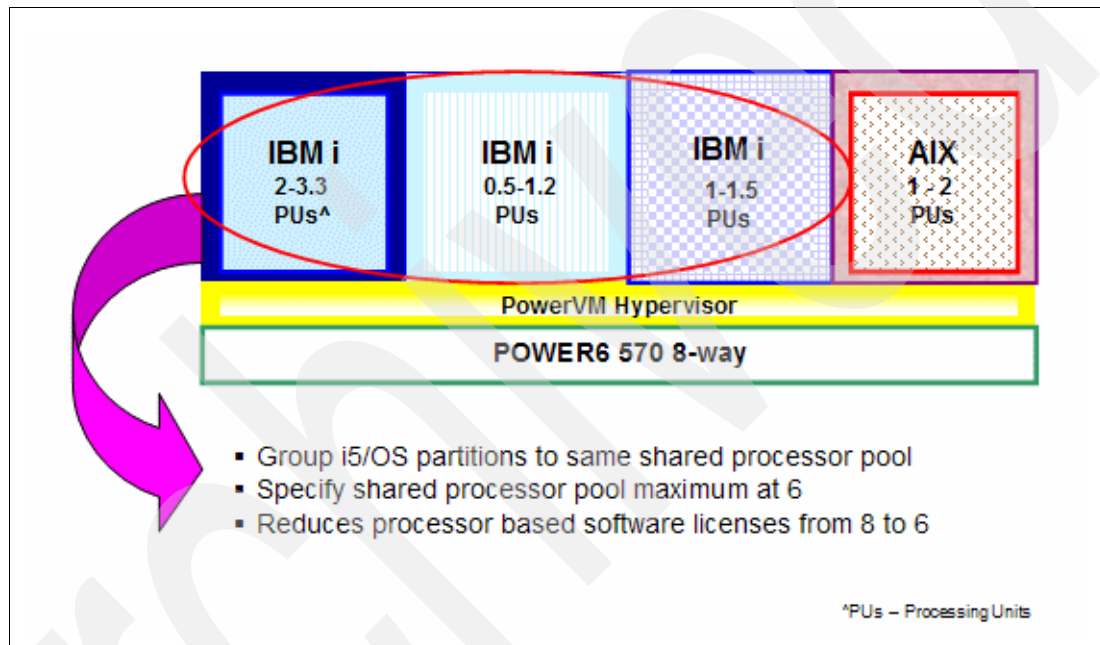 IBM i
2-3.3
PUs^
IBM i
0.5-1.2
PUs
IBM i
1-1.5
PUs
AIX
1 - 2
PUs
PowerVM Hypervisor
POWER6 570 8-way
▪ Group i5/OS partitions to same shared processor pool
▪ Specify shared processor pool maximum at 6
▪ Reduces processor based software licenses from 8 to 6
^PUs – Processing Units